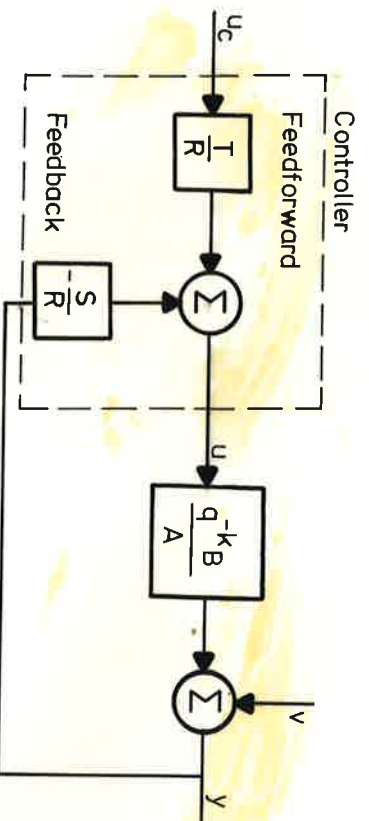 Controller
Feedforward
u_c
T
R
Σ
u
q^-k B
A
v
Σ
y
Feedback
-S
R